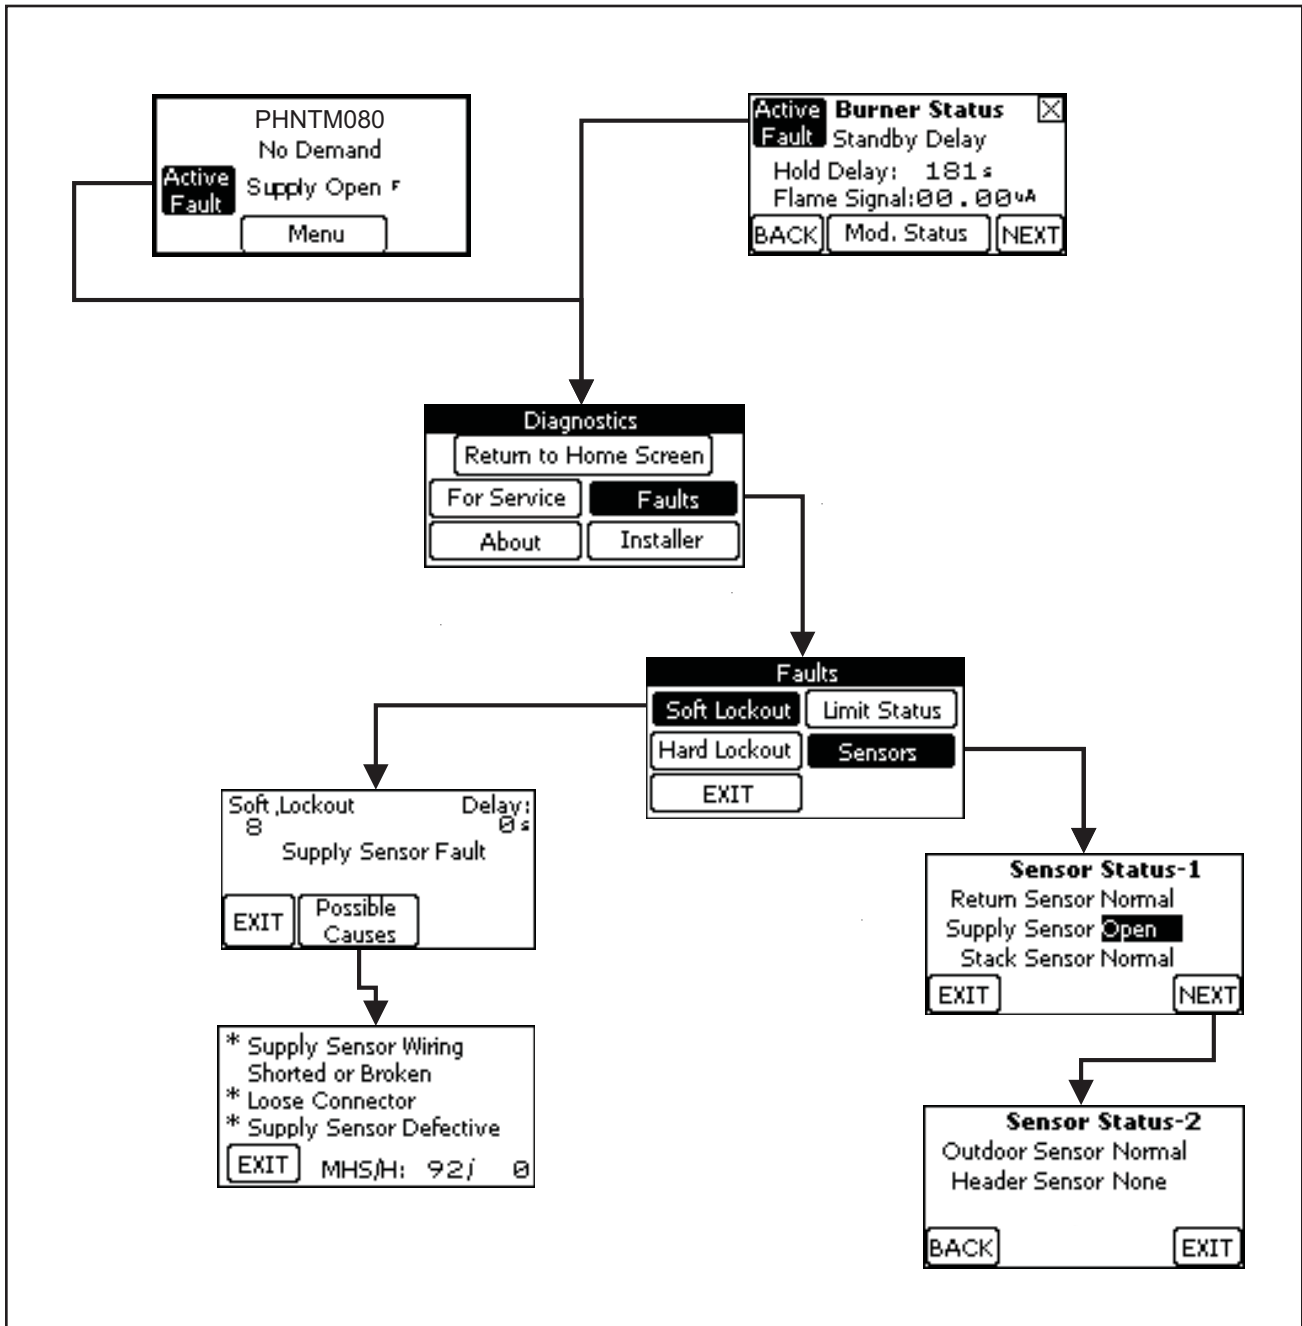 PHNTM080
No Demand
Active
Fault
Supply Open F
Menu
Active
Fault
Burner Status
Standby Delay
Hold Delay: 181s
Flame Signal:00.00uA
BACK
Mod. Status
NEXT
Diagnostics
Return to Home Screen
For Service
Faults
About
Installer
Faults
Soft Lockout
Limit Status
Hard Lockout
Sensors
EXIT
Soft ,Lockout
Delay:
8
0s
Supply Sensor Fault
EXIT
Possible
Causes
* Supply Sensor Wiring
Shorted or Broken
* Loose Connector
* Supply Sensor Defective
EXIT
MHS/H: 92/ 0
Sensor Status-1
Return Sensor Normal
Supply Sensor Open
Stack Sensor Normal
EXIT
NEXT
Sensor Status-2
Outdoor Sensor Normal
Header Sensor None
BACK
EXIT